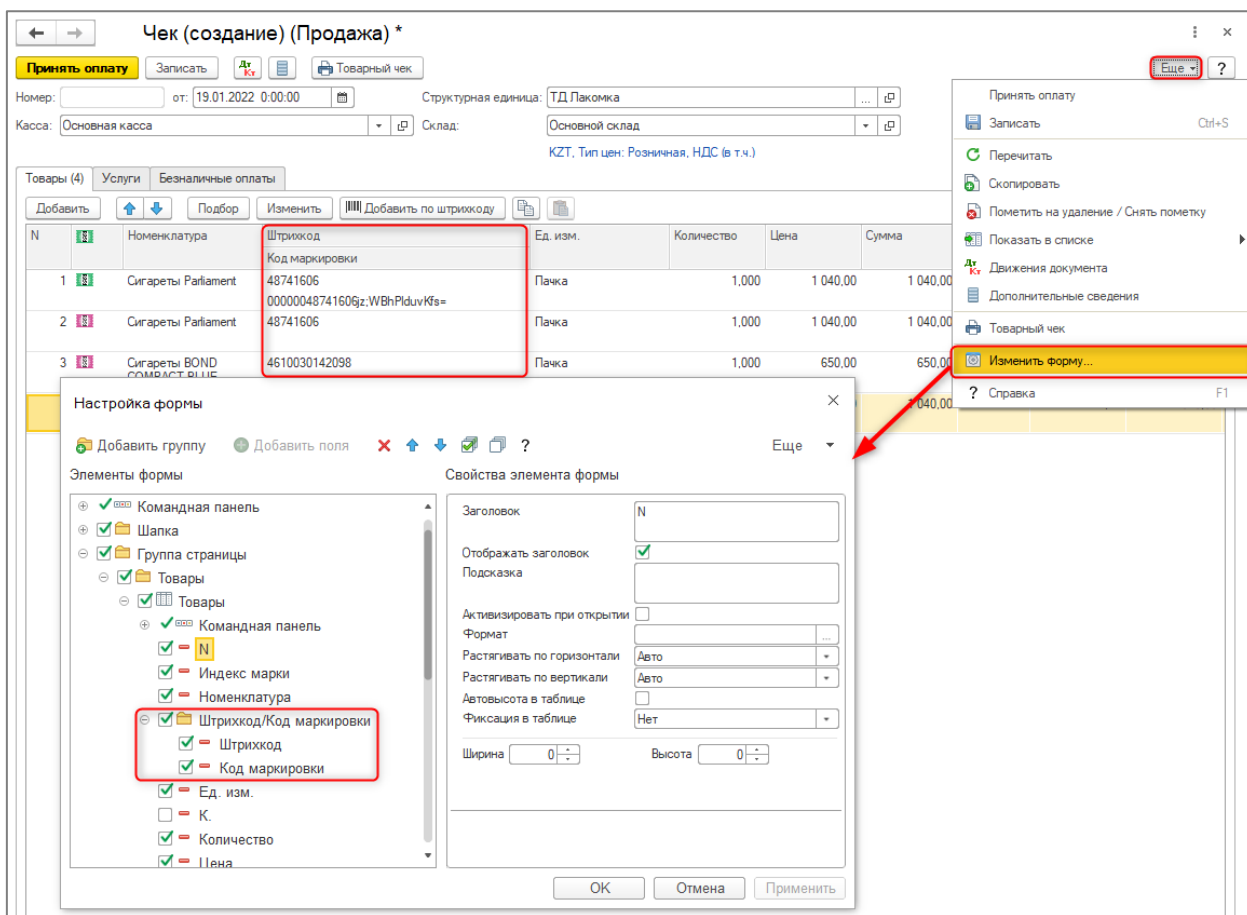 Чек (создание) (Продажа) *
Принять оплату Записать Дт Кт Товарный чек Еще ?
Номер: от: 19.01.2022 0:00:00 Структурная единица: ТД Лакомка ...
Касса: Основная касса Склад: Основной склад
KZT, Тип цен: Розничная, НДС (в т.ч.)
Товары (4) Услуги Безналичные оплаты
Добавить Подбор Изменить Добавить по штрихкоду
N Номенклатура Штрихкод Ед. изм. Количество Цена Сумма
Код маркировки
1 Сигареты Parliament 48741606 Пачка 1,000 1 040,00 1 040,00
00000048741606jz;WBhPlduvKfs=
2 Сигареты Parliament 48741606 Пачка 1,000 1 040,00 1 040,00
3 Сигареты BOND 4610030142098 Пачка 1,000 650,00 650,00
COMPACT BLUE
1 040,00
Принять оплату
Записать Ctrl+S
Перечитать
Скопировать
Пометить на удаление / Снять пометку
Показать в списке
Дт Кт Движения документа
Дополнительные сведения
Товарный чек
Изменить форму...
? Справка F1
Настройка формы
Добавить группу Добавить поля ? Еще
Элементы формы Свойства элемента формы
Командная панель
Шапка
Группа страницы
Товары
Товары
Командная панель
N
Индекс марки
Номенклатура
Штрихкод/Код маркировки
Штрихкод
Код маркировки
Ед. изм.
К.
Количество
Цена
Заголовок N
Отображать заголовок
Подсказка
Активизировать при открытии
Формат ...
Растягивать по горизонтали Авто
Растягивать по вертикали Авто
Автовысота в таблице
Фиксация в таблице Нет
Ширина 0 Высота 0
OK Отмена Применить